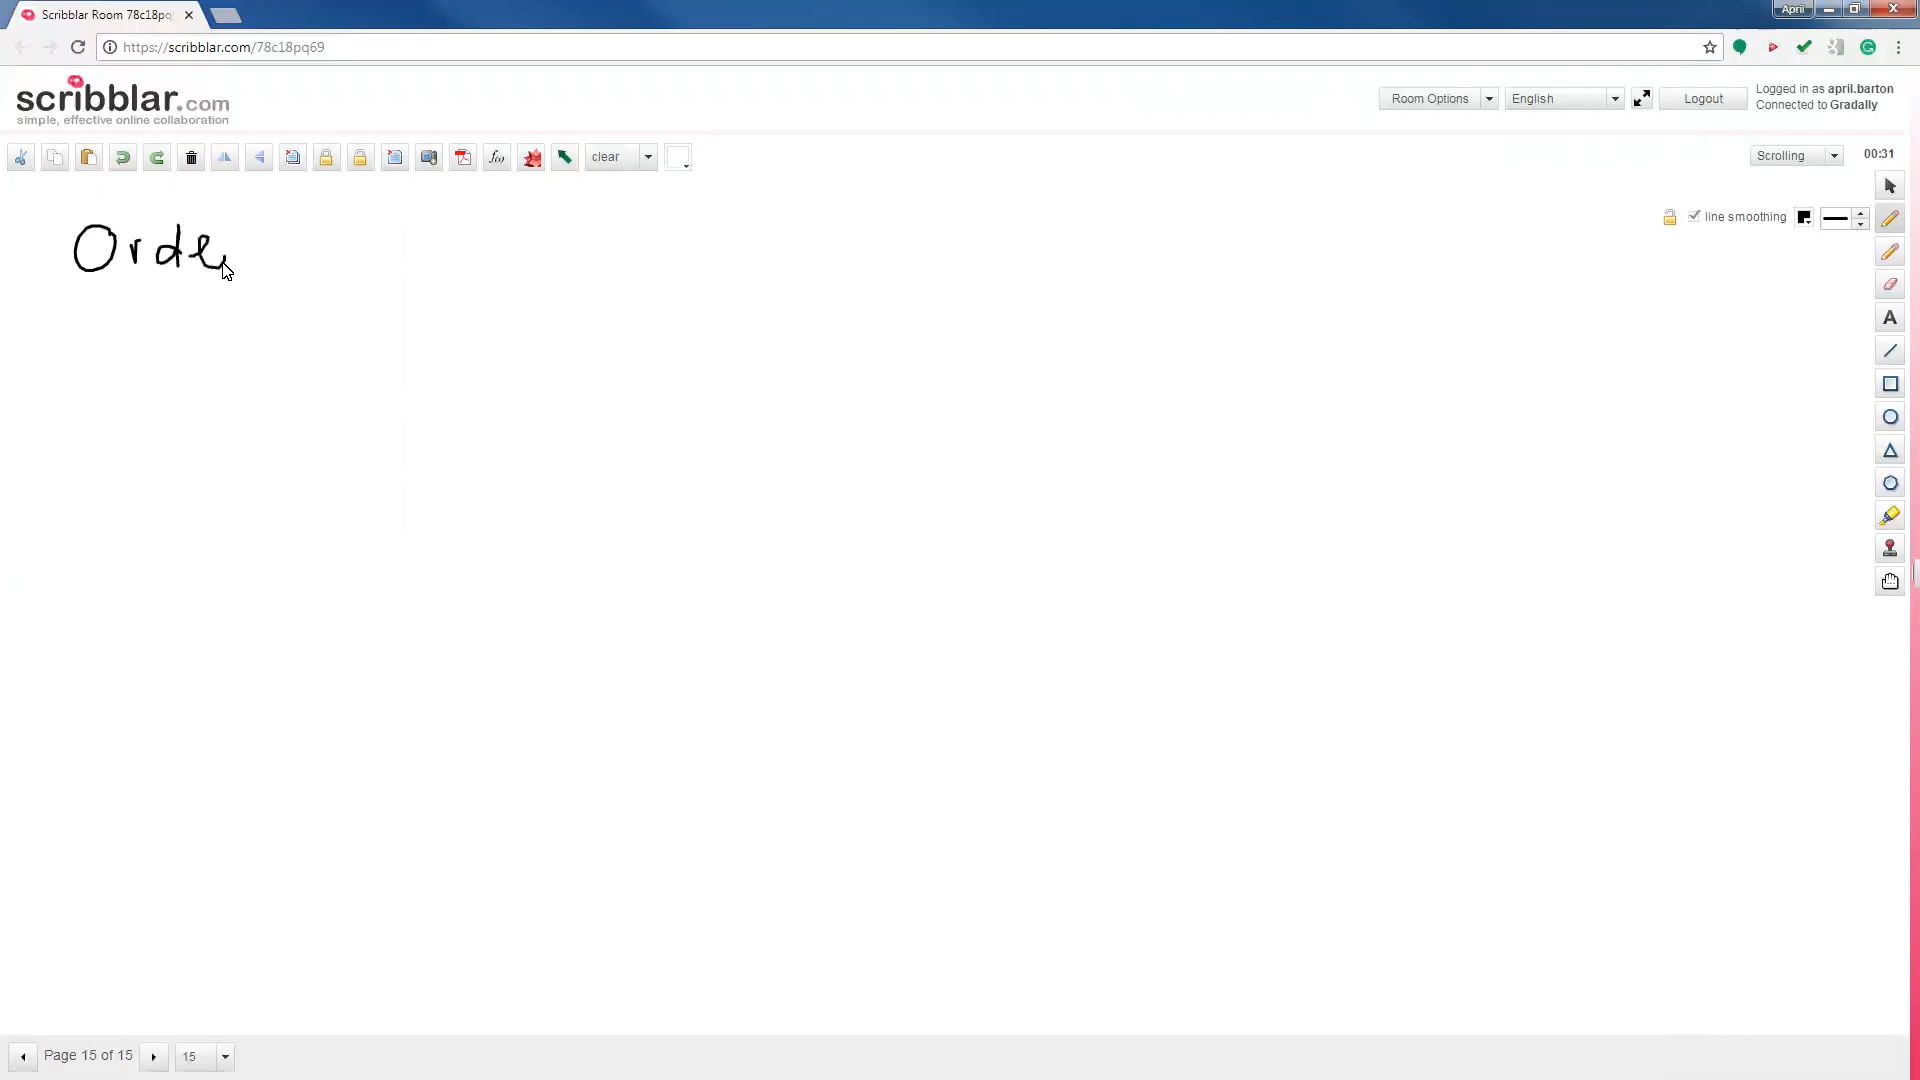 Scribblar Room 78c18pq
April
https://scribblar.com/78c18pq69
scribblar.com
simple, effective online collaboration
Room Options
English
Logout
Logged in as april.barton
Connected to Gradally
f(x)
clear
Scrolling
00:31
line smoothing
Orde
A
Page 15 of 15
15